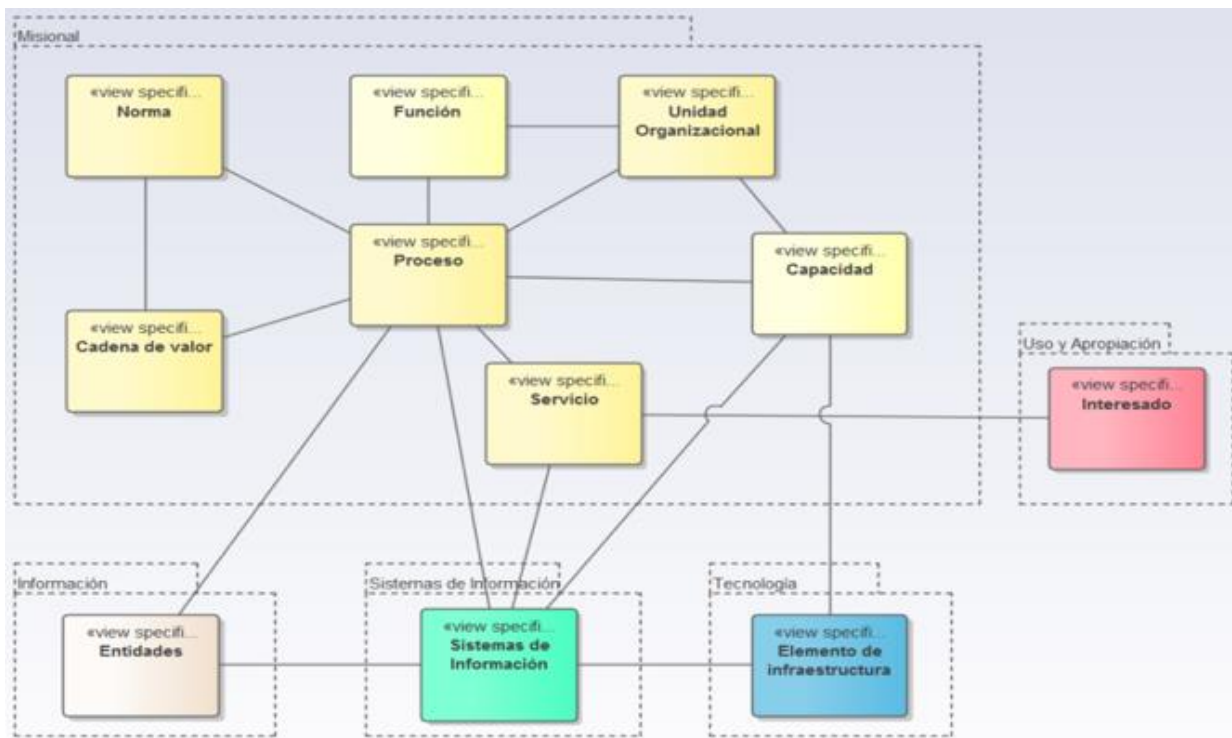 Misional
«view specifi...
Norma
«view specifi...
Función
«view specifi...
Unidad
Organizacional
«view specifi...
Proceso
«view specifi...
Capacidad
«view specifi...
Cadena de valor
«view specifi...
Servicio
Uso y Apropiación
«view specifi...
Interesado
Información
«view specifi...
Entidades
Sistemas de Información
«view specifi...
Sistemas de
Información
Tecnología
«view specifi...
Elemento de
infraestructura